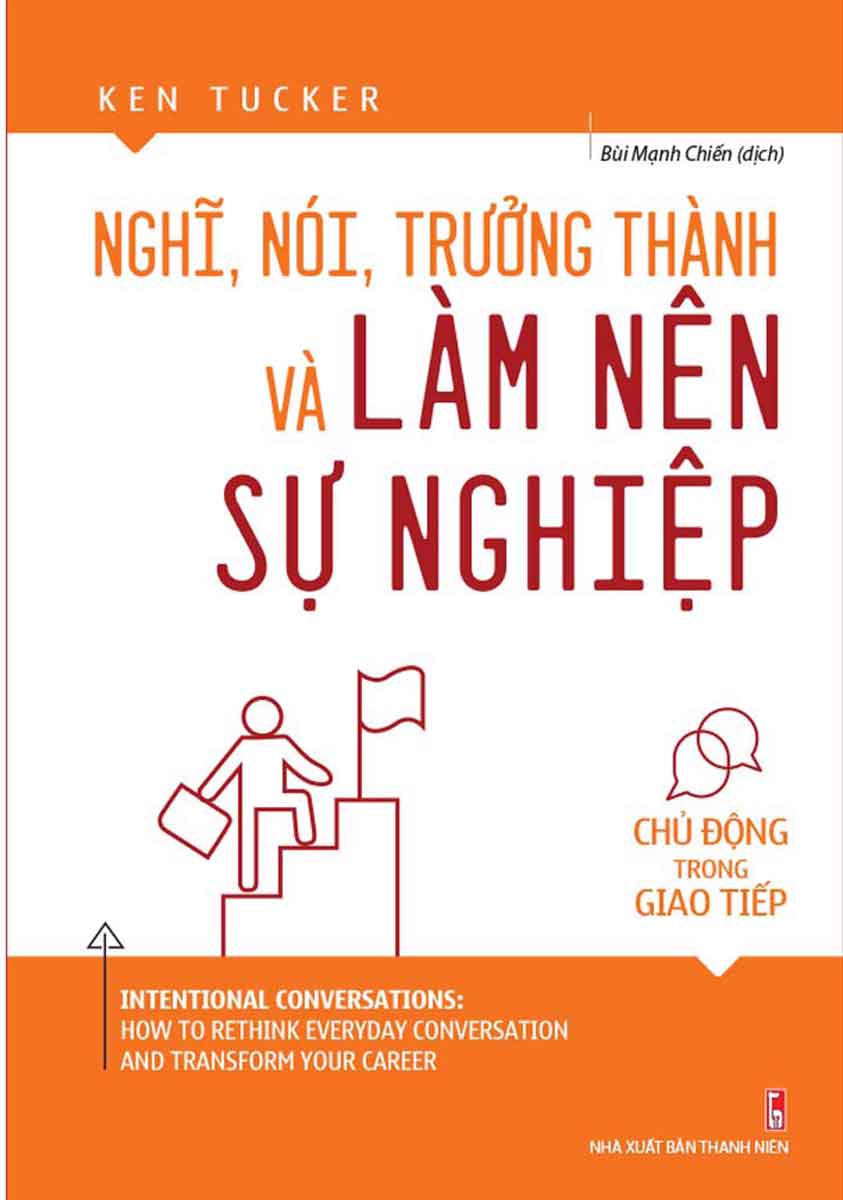 KEN TUCKER
Bùi Mạnh Chiến (dịch)
NGHĨ, NÓI, TRƯỞNG THÀNH
VÀ LÀM NÊN
SỰ NGHIỆP
CHỦ ĐỘNG
TRONG
GIAO TIẾP
INTENTIONAL CONVERSATIONS:
HOW TO RETHINK EVERYDAY CONVERSATION
AND TRANSFORM YOUR CAREER
NHÀ XUẤT BẢN THANH NIÊN